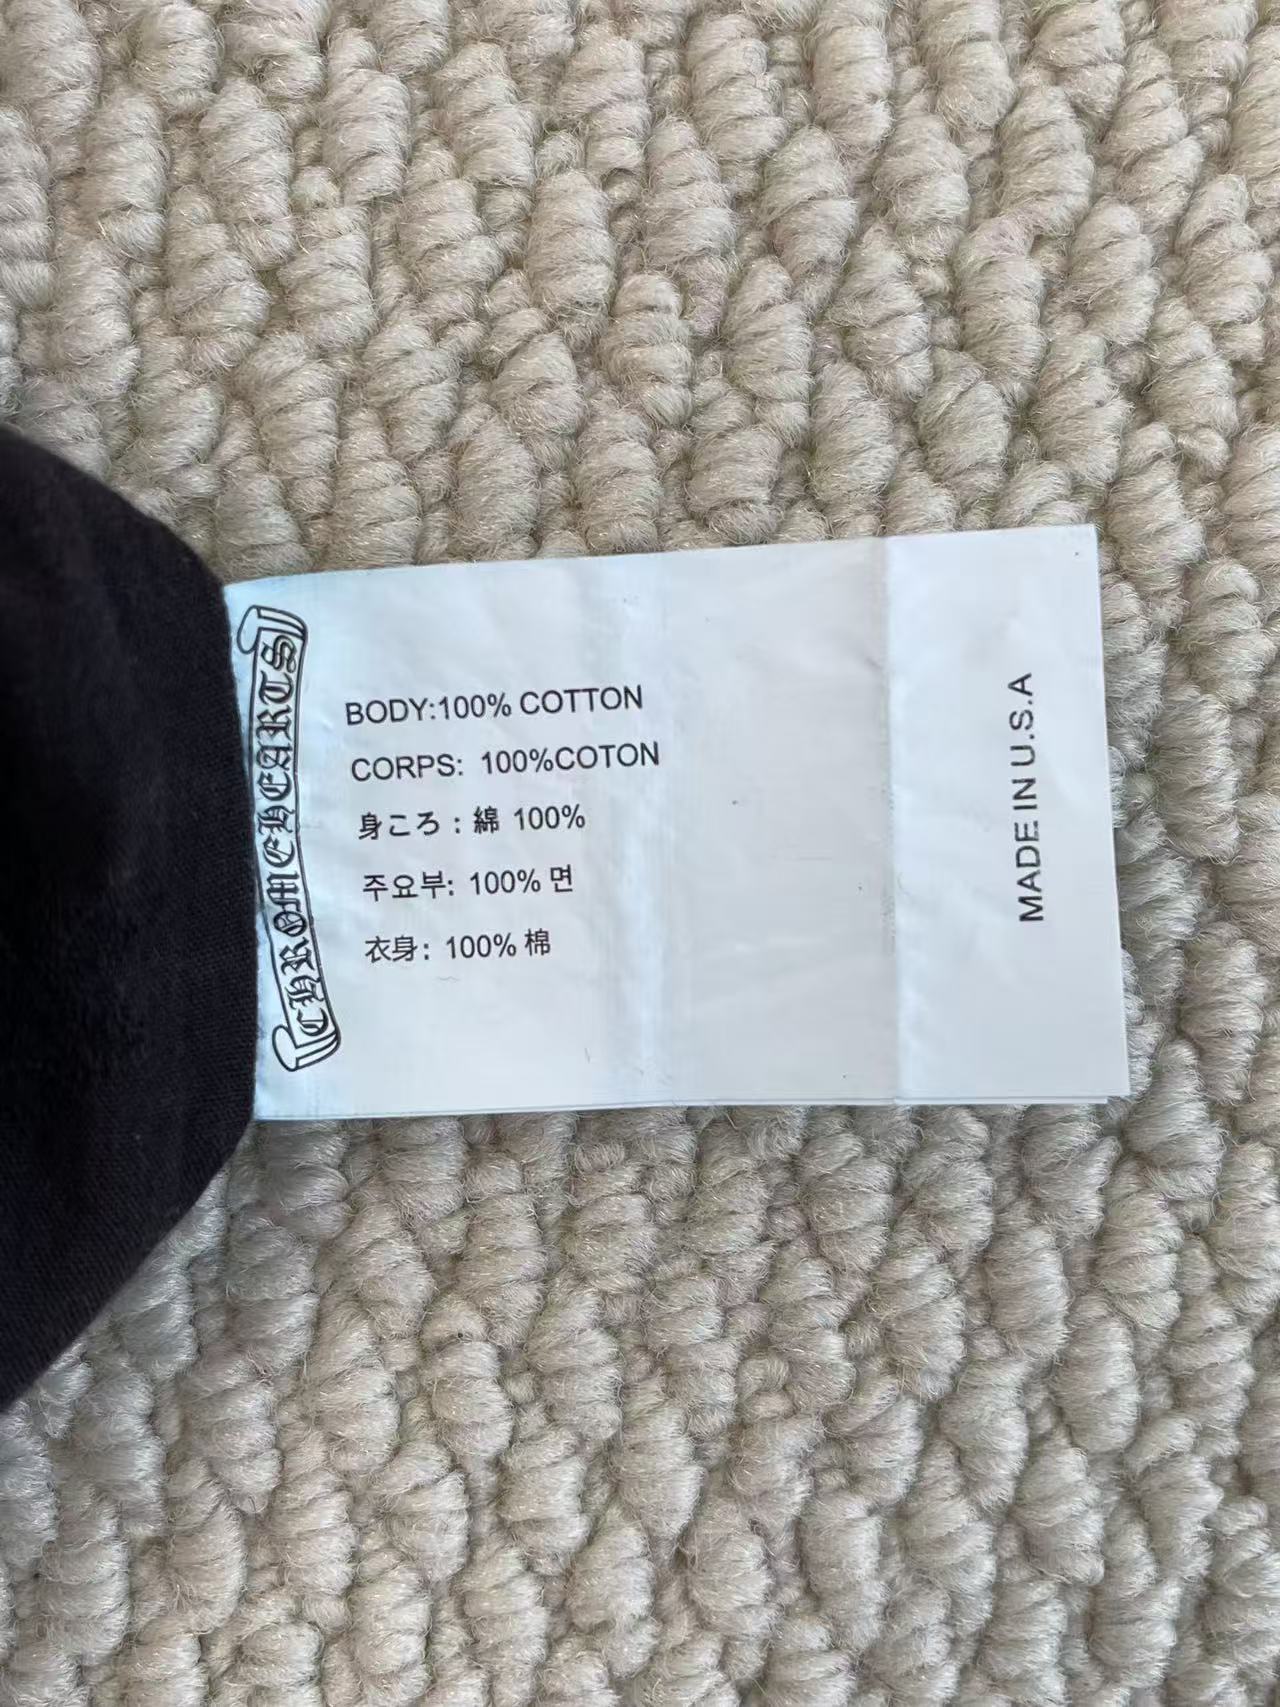 CHROME HEARTS
BODY:100% COTTON
CORPS: 100%COTON
身ころ : 綿 100%
주요부: 100% 면
衣身: 100% 棉
MADE IN U.S.A